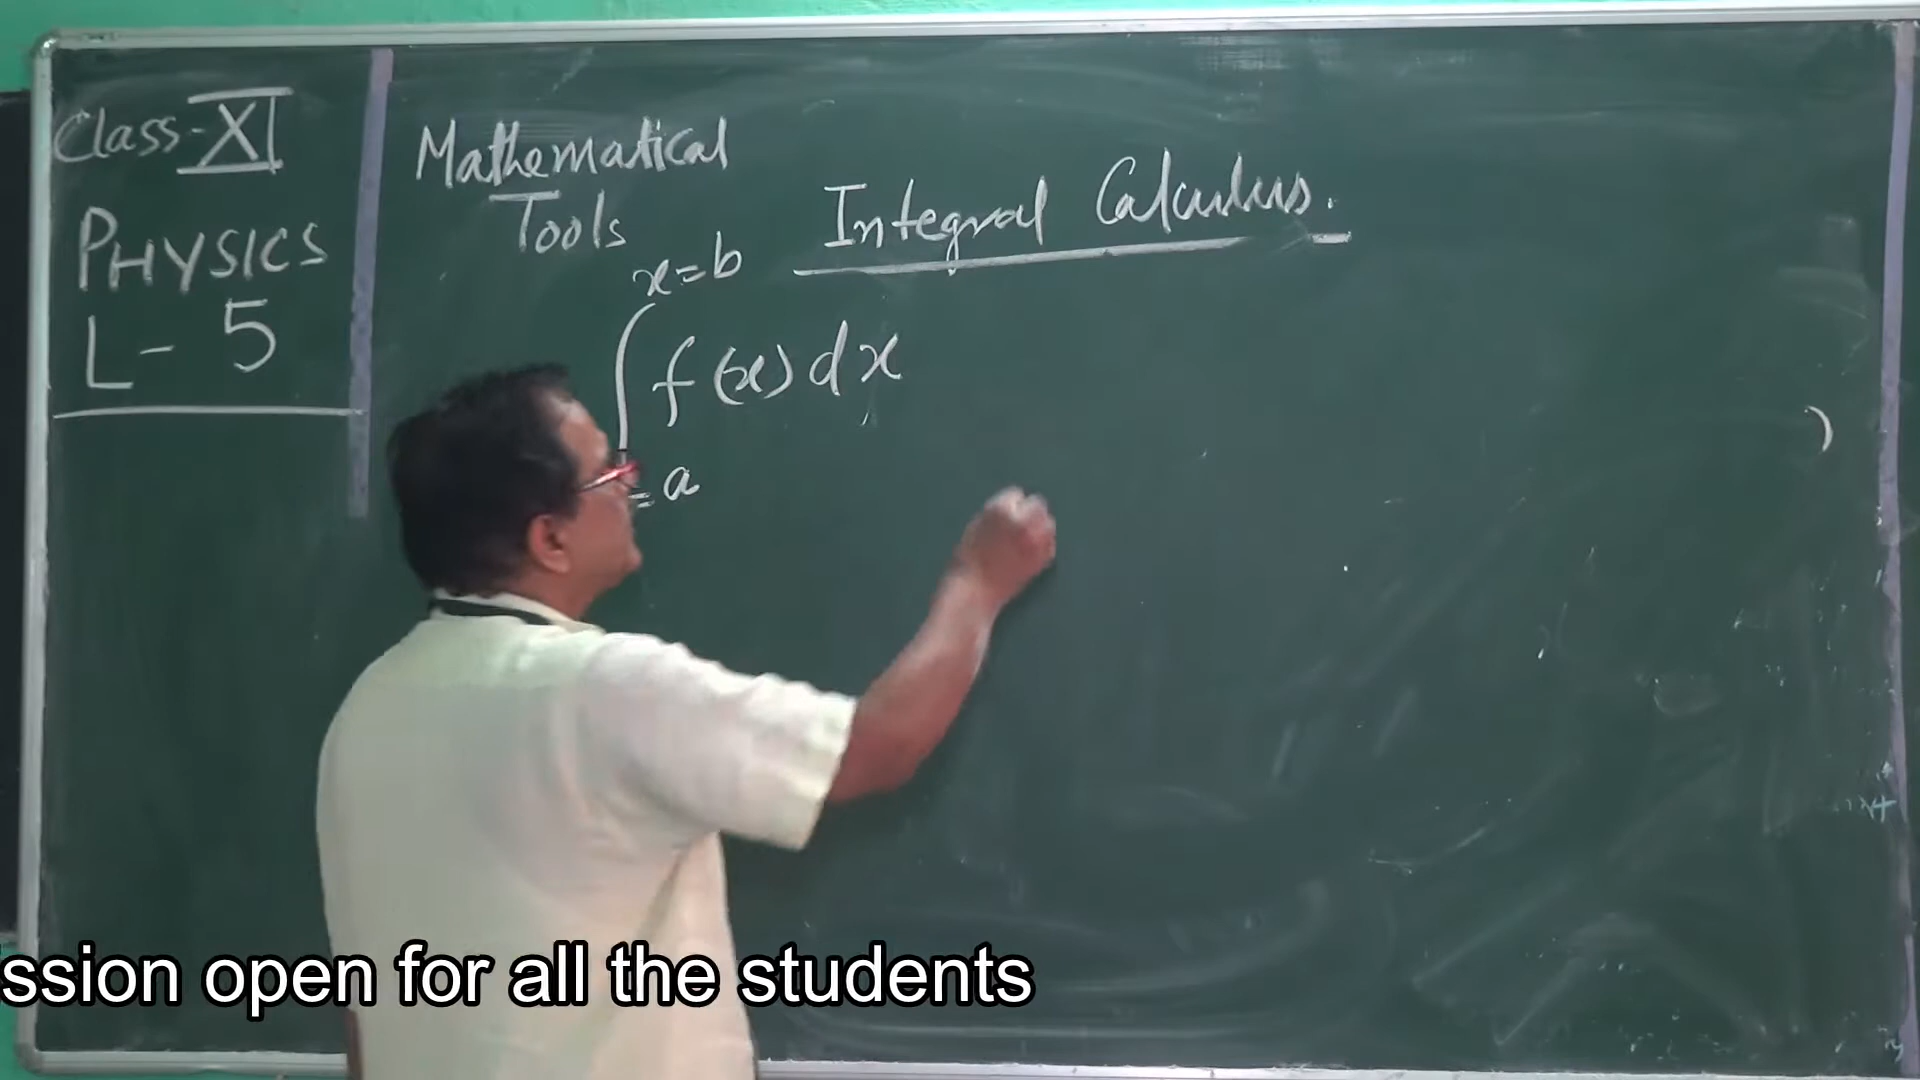 Class-XI
PHYSICS
L- 5
Mathematical
Tools
Integral Calculus.
x=b
∫ f(x) dx
= a
ssion open for all the students